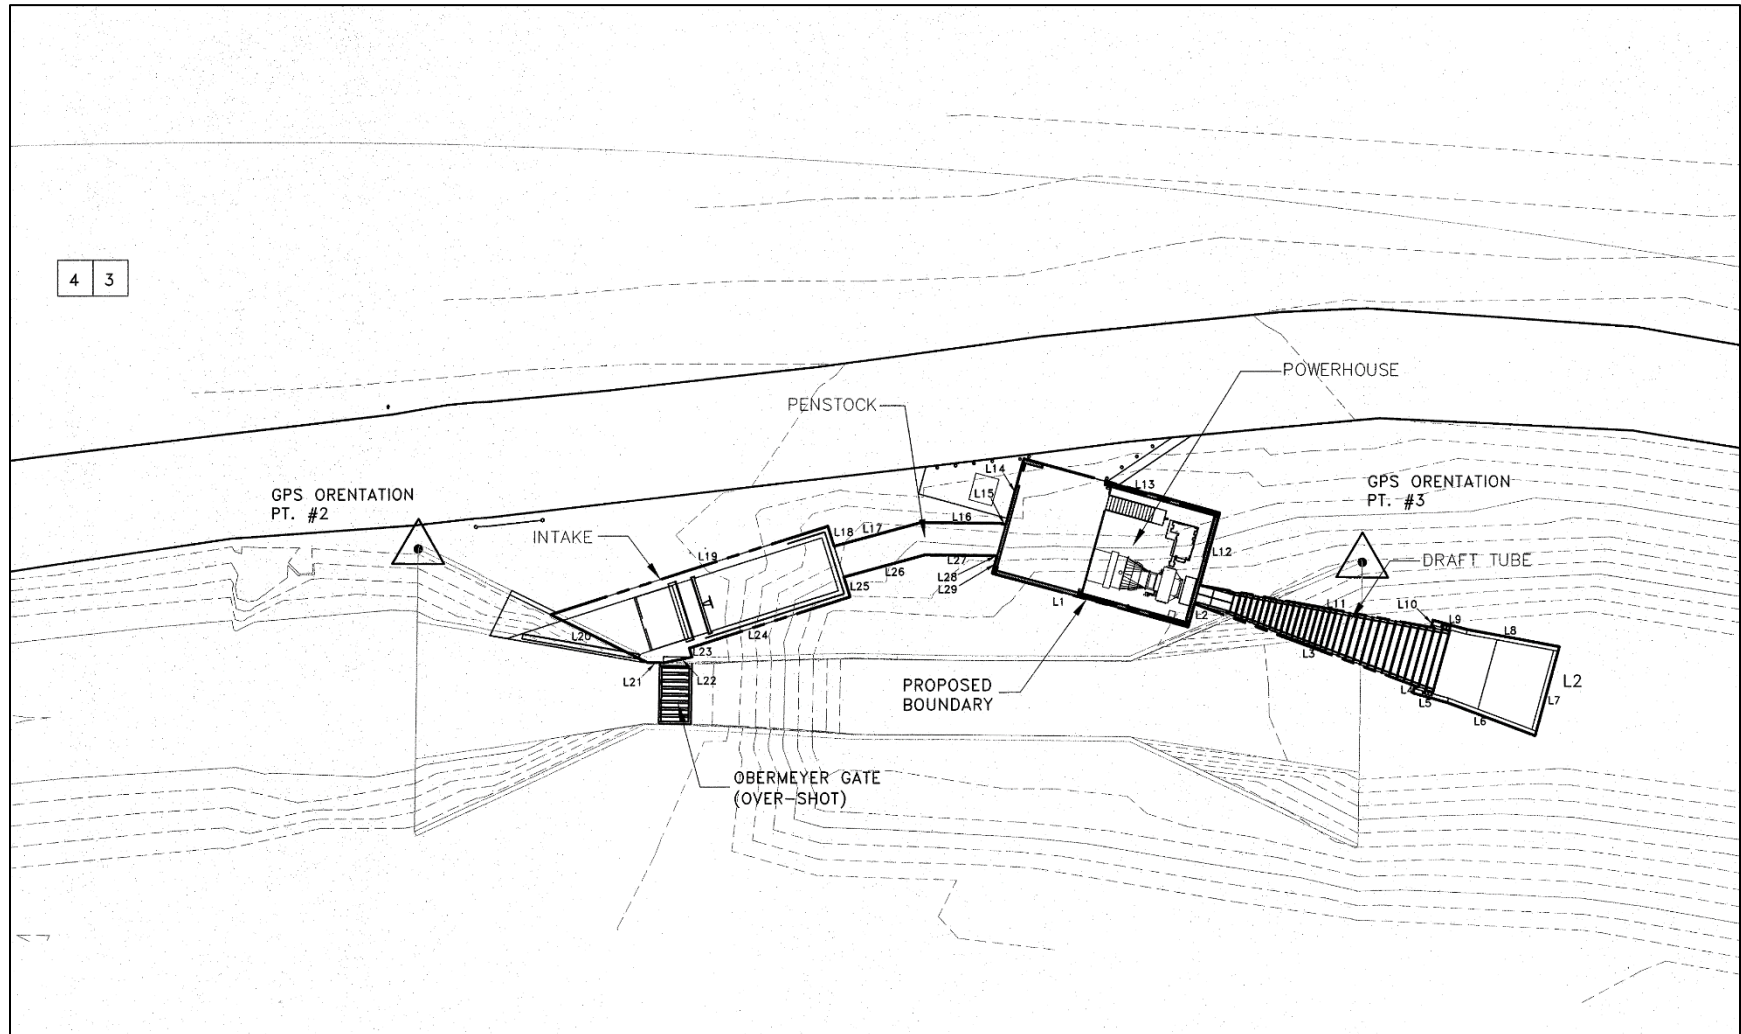 4 3
POWERHOUSE
PENSTOCK
GPS ORENTATION
PT. #2
INTAKE
L19
L18
L17
L16
L15
L14
L13
GPS ORENTATION
PT. #3
DRAFT TUBE
L12
L11
L10
L9
L8
L20
L21
L22
L23
L24
L25
L26
L27
L28
L29
L1
L2
L3
L4
L5
L6
L7
L2
PROPOSED
BOUNDARY
OBERMEYER GATE
(OVER-SHOT)